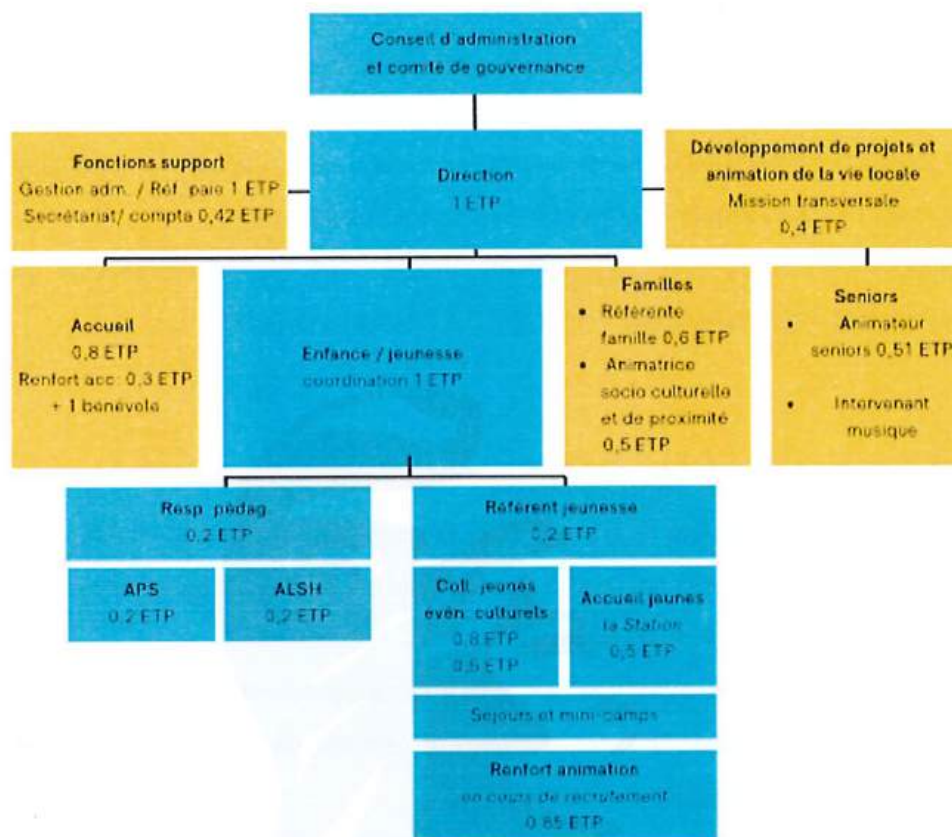 Conseil d'administration
et comité de gouvernance
Fonctions support
Gestion adm. / Réf. paie 1 ETP
Secrétariat/ compta 0,42 ETP
Direction
1 ETP
Développement de projets et
animation de la vie locale
Mission transversale
0,4 ETP
Accueil
0,8 ETP
Renfort acc. 0,3 ETP
+ 1 bénévole
Enfance / jeunesse
coordination 1 ETP
Familles
• Référente
famille 0,6 ETP
• Animatrice
socio culturelle
et de proximité
0,5 ETP
Seniors
• Animateur
seniors 0,51 ETP
• Intervenant
musique
Resp. pédag.
0,2 ETP
Référent jeunesse
0,2 ETP
APS
0,2 ETP
ALSH
0,2 ETP
Coll. jeunes
évèn. culturels
0,8 ETP
0,5 ETP
Accueil jeunes
la Station
0,5 ETP
Séjours et mini-camps
Renfort animation
en cours de recrutement
0,85 ETP